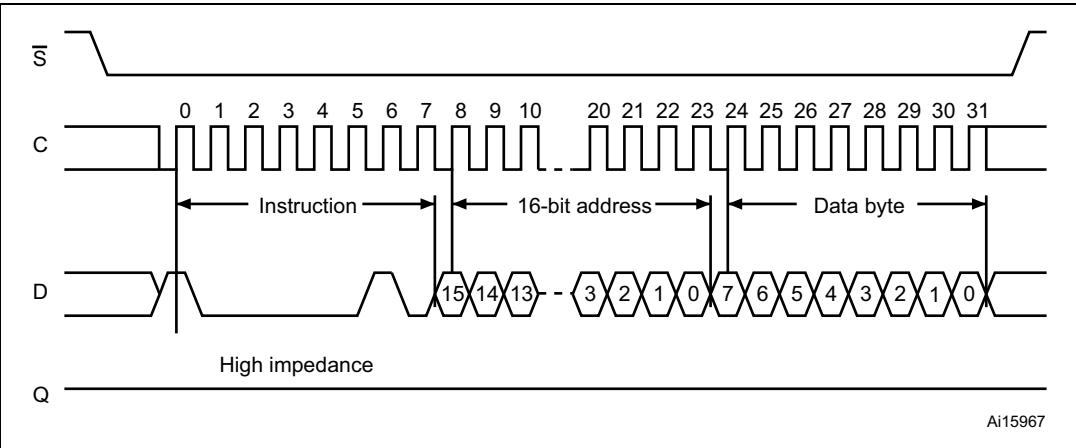 S̅
0 1 2 3 4 5 6 7 8 9 10 20 21 22 23 24 25 26 27 28 29 30 31
C
Instruction 16-bit address Data byte
D
15 14 13 3 2 1 0 7 6 5 4 3 2 1 0
High impedance
Q
Ai15967